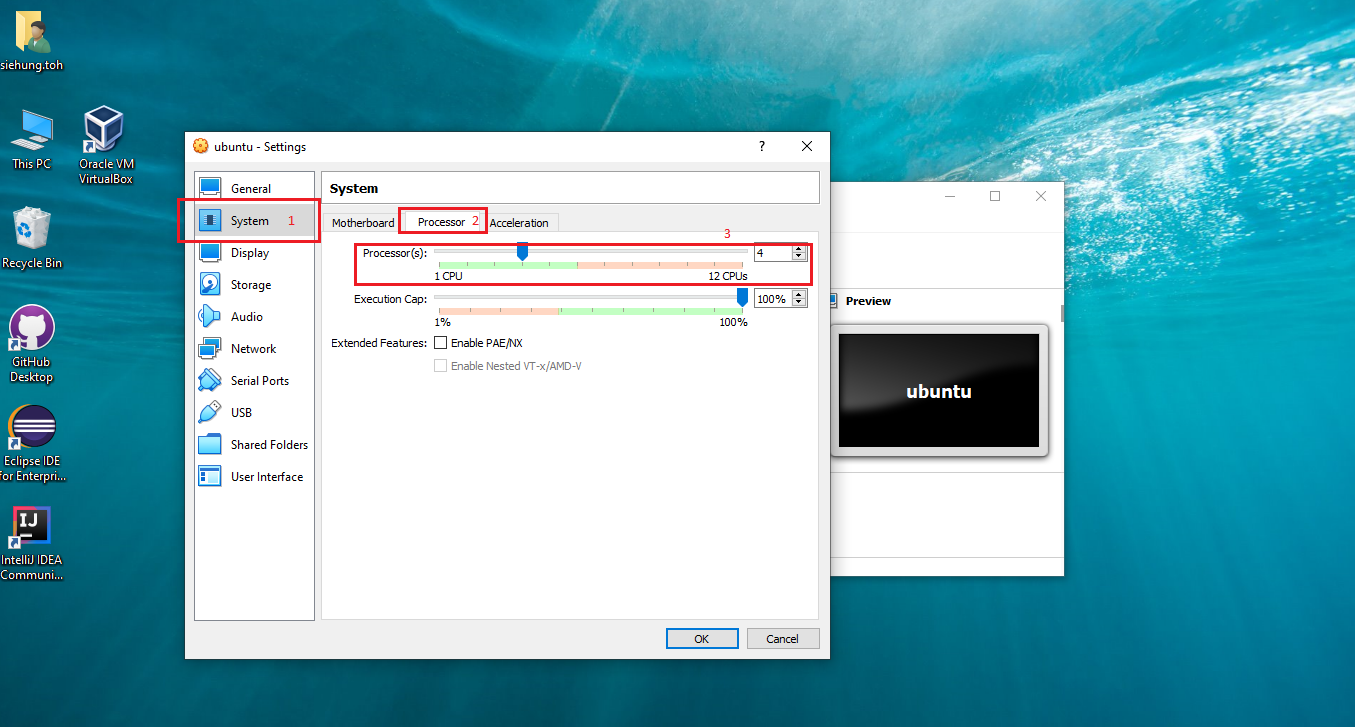 siehung.toh
This PC
Oracle VM
VirtualBox
Recycle Bin
GitHub
Desktop
Eclipse IDE
for Enterpri...
IJ
IntelliJ IDEA
Communi...
ubuntu - Settings
?
General
System 1
Display
Storage
Audio
Network
Serial Ports
USB
Shared Folders
User Interface
System
Motherboard Processor 2 Acceleration
3
Processor(s): 4
1 CPU 12 CPUs
Execution Cap: 100%
1% 100%
Extended Features: Enable PAE/NX
Enable Nested VT-x/AMD-V
OK Cancel
Preview
ubuntu